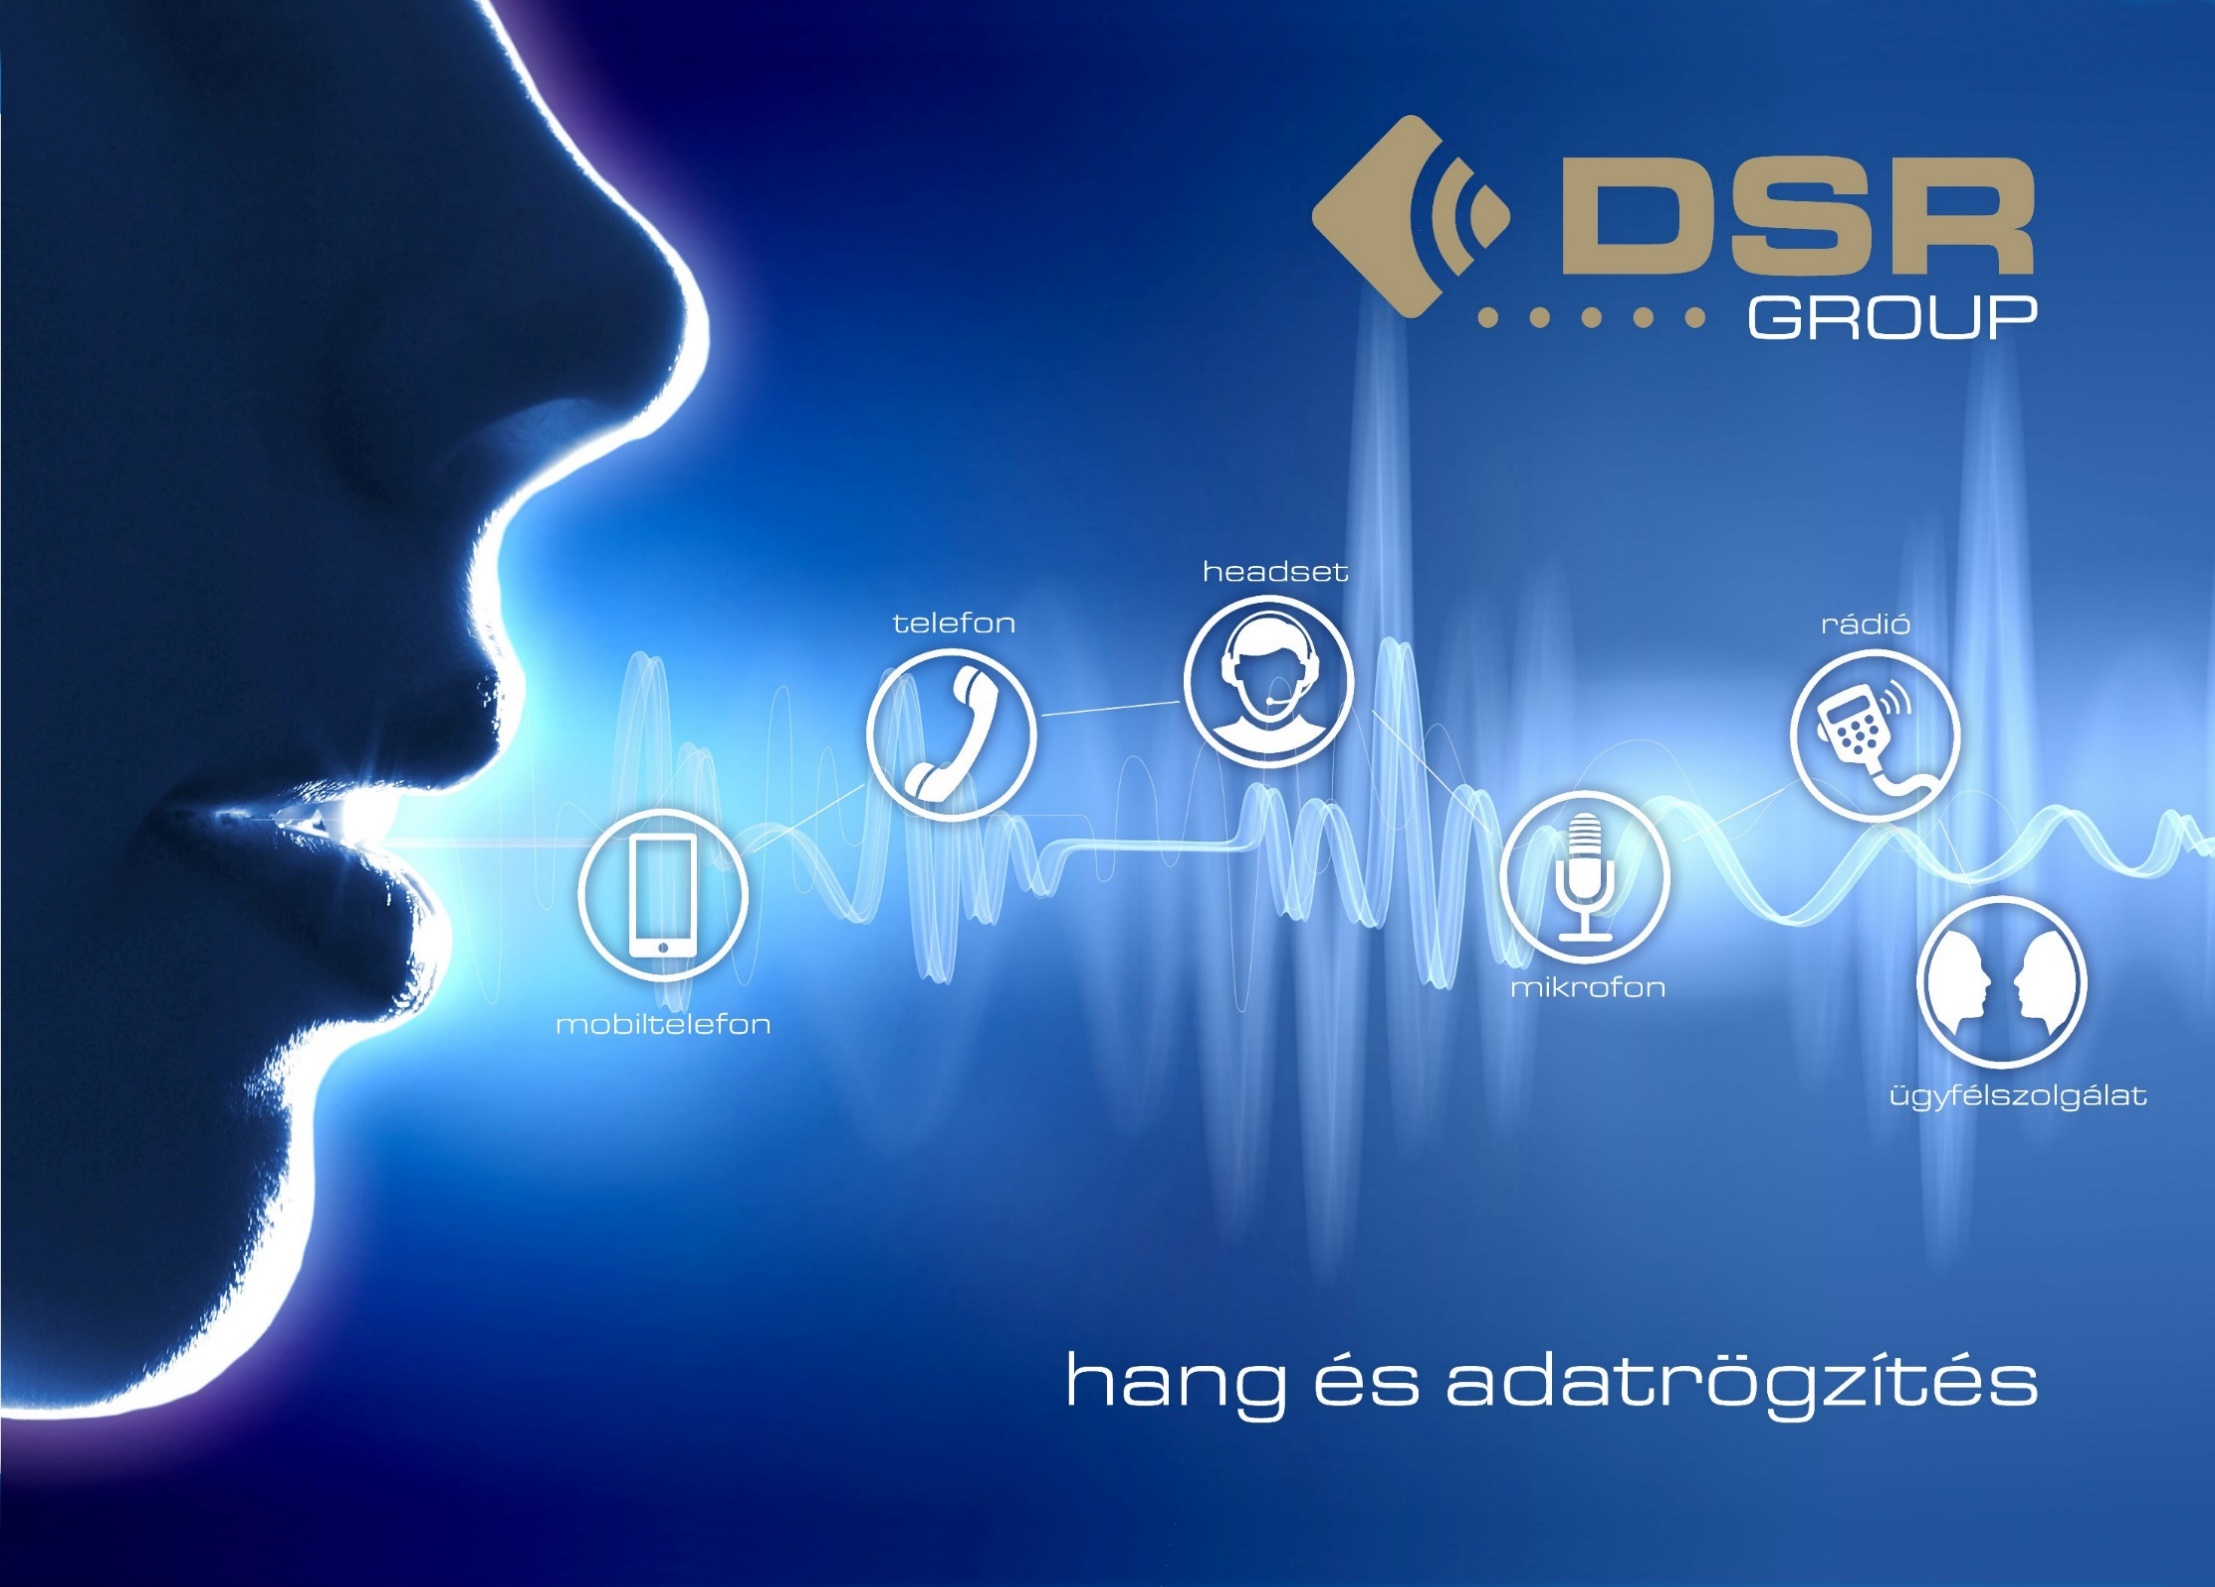 DSR
GROUP
headset
telefon
rádió
mikrofon
mobiltelefon
ügyfélszolgálat
hang és adatrögzítés